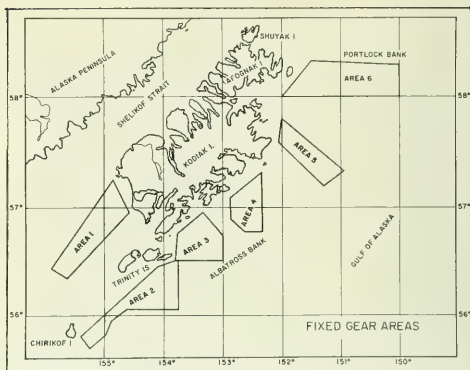 SHUYAK I
PORTLOCK BANK
ALASKA PENINSULA
AFOGNAK I
AREA 6
58°
58°
SHELIKOF STRAIT
KODIAK I.
AREA 5
57°
57°
AREA 1
AREA 4
AREA 3
ALBATROSS BANK
GULF OF ALASKA
TRINITY IS
AREA 2
56°
56°
CHIRIKOF I
FIXED GEAR AREAS
155° 154° 153° 152° 151° 150°